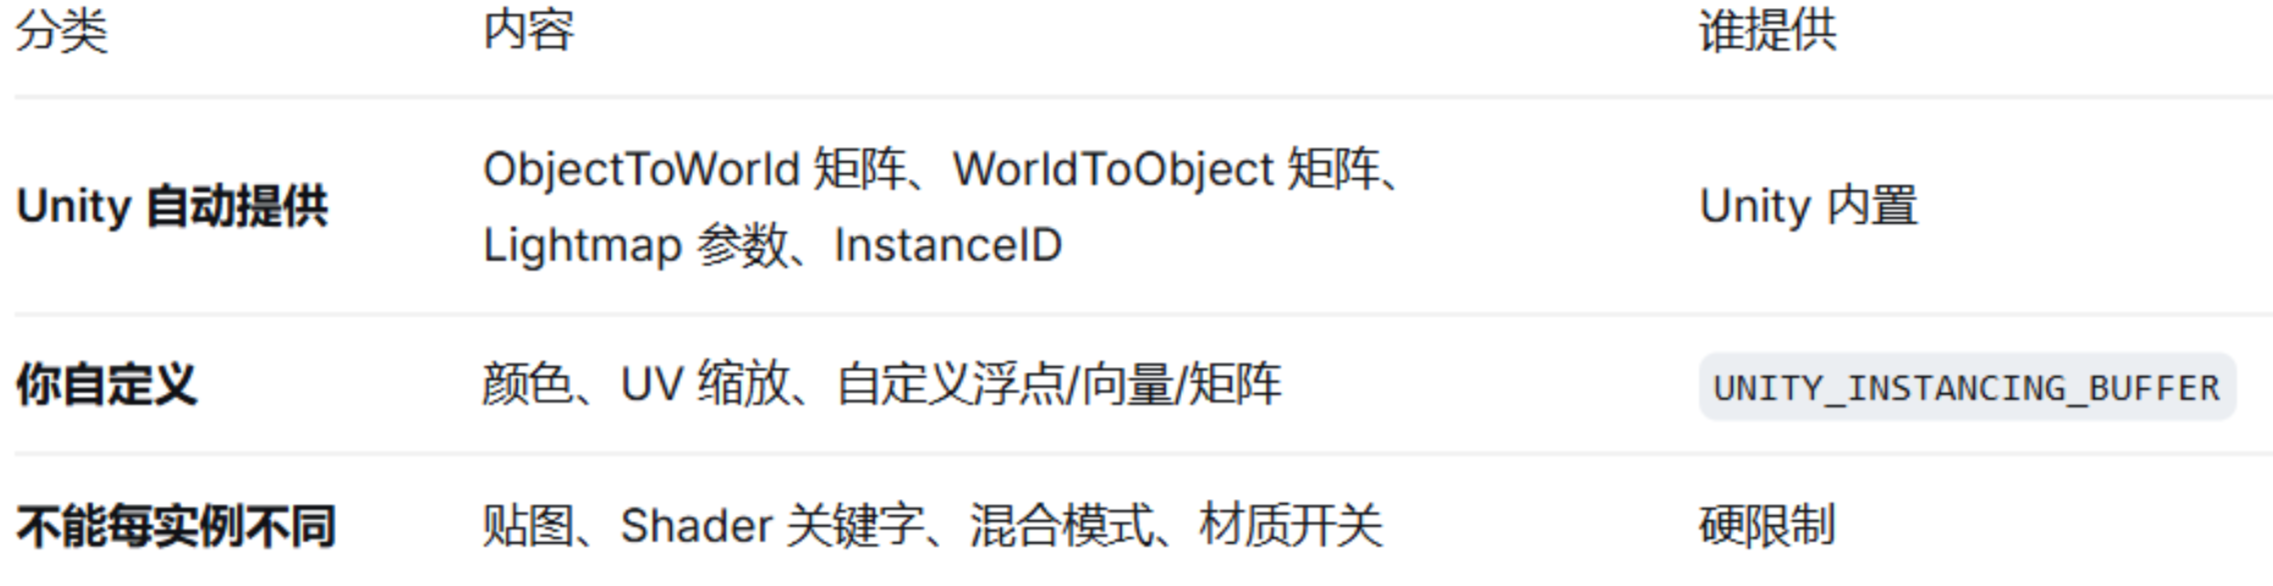 分类 内容 谁提供
ObjectToWorld 矩阵、WorldToObject 矩阵、
Unity 自动提供 Unity 内置
Lightmap 参数、InstanceID
你自定义 颜色、UV 缩放、自定义浮点/向量/矩阵 UNITY_INSTANCING_BUFFER
不能每实例不同 贴图、Shader 关键字、混合模式、材质开关 硬限制